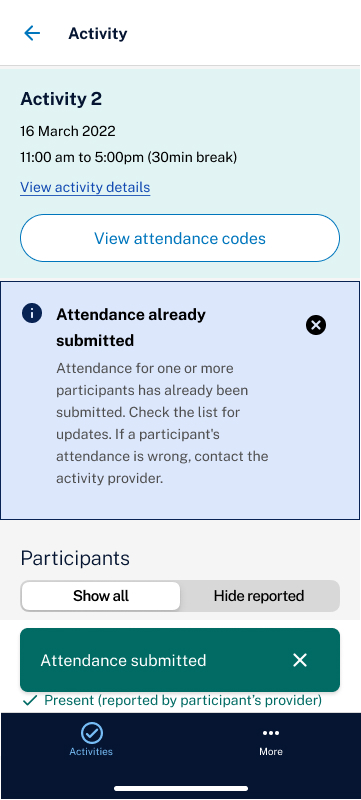 Activity
Activity 2
16 March 2022
11:00 am to 5:00pm (30min break)
View activity details
View attendance codes
Attendance already
submitted
Attendance for one or more
participants has already been
submitted. Check the list for
updates. If a participant's
attendance is wrong, contact the
activity provider.
Participants
Show all
Hide reported
Attendance submitted
Present (reported by participant's provider)
Activities
More